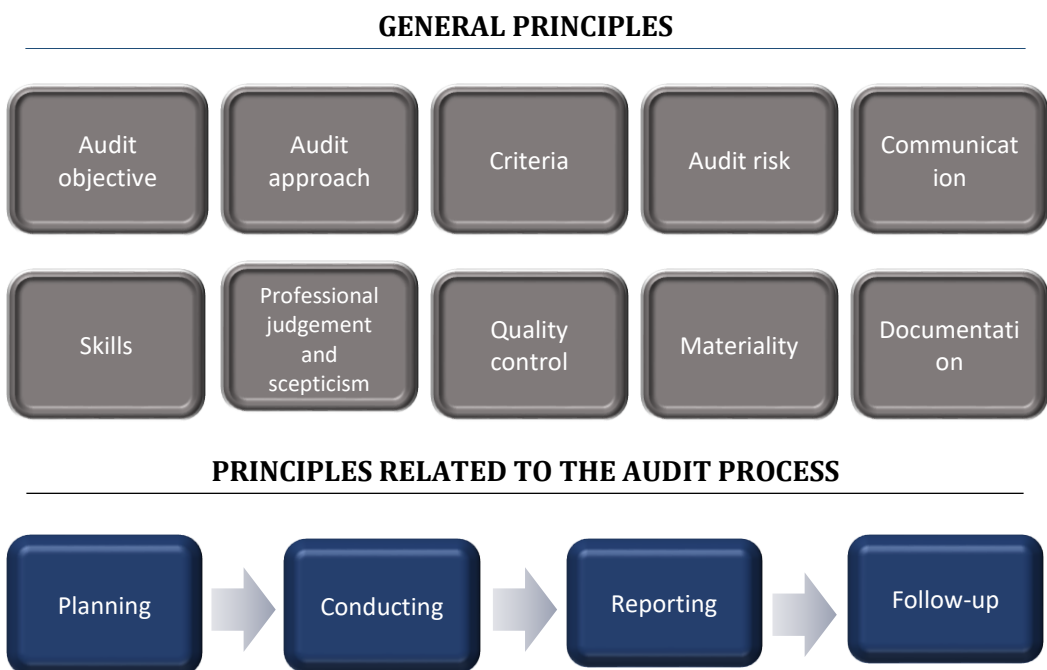 GENERAL PRINCIPLES
Audit
objective
Audit
approach
Criteria
Audit risk
Communicat
ion
Skills
Professional
judgement
and
scepticism
Quality
control
Materiality
Documentati
on
PRINCIPLES RELATED TO THE AUDIT PROCESS
Planning
Conducting
Reporting
Follow-up